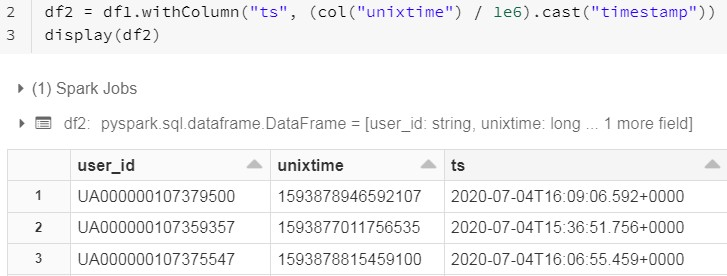 2 df2 = df1.withColumn("ts", (col("unixtime") / 1e6).cast("timestamp"))
3 display(df2)
(1) Spark Jobs
df2: pyspark.sql.dataframe.DataFrame = [user_id: string, unixtime: long ... 1 more field]
user_id unixtime ts
1 UA000000107379500 1593878946592107 2020-07-04T16:09:06.592+0000
2 UA000000107359357 1593877011756535 2020-07-04T15:36:51.756+0000
3 UA000000107375547 1593878815459100 2020-07-04T16:06:55.459+0000